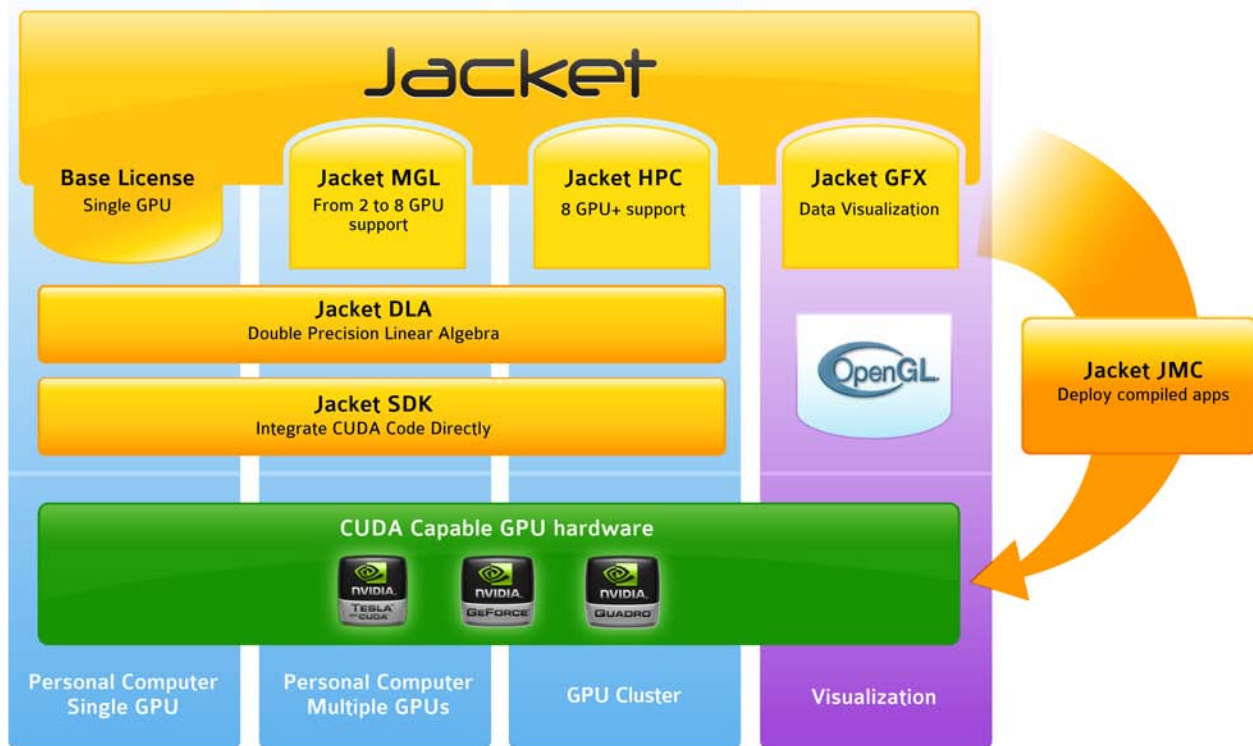 Jacket
Base License
Single GPU
Jacket MGL
From 2 to 8 GPU
support
Jacket HPC
8 GPU+ support
Jacket GFX
Data Visualization
Jacket DLA
Double Precision Linear Algebra
Jacket SDK
Integrate CUDA Code Directly
OpenGL
Jacket JMC
Deploy compiled apps
CUDA Capable GPU hardware
NVIDIA
TESLA
CUDA
NVIDIA
GEFORCE
NVIDIA
QUADRO
Personal Computer
Single GPU
Personal Computer
Multiple GPUs
GPU Cluster
Visualization